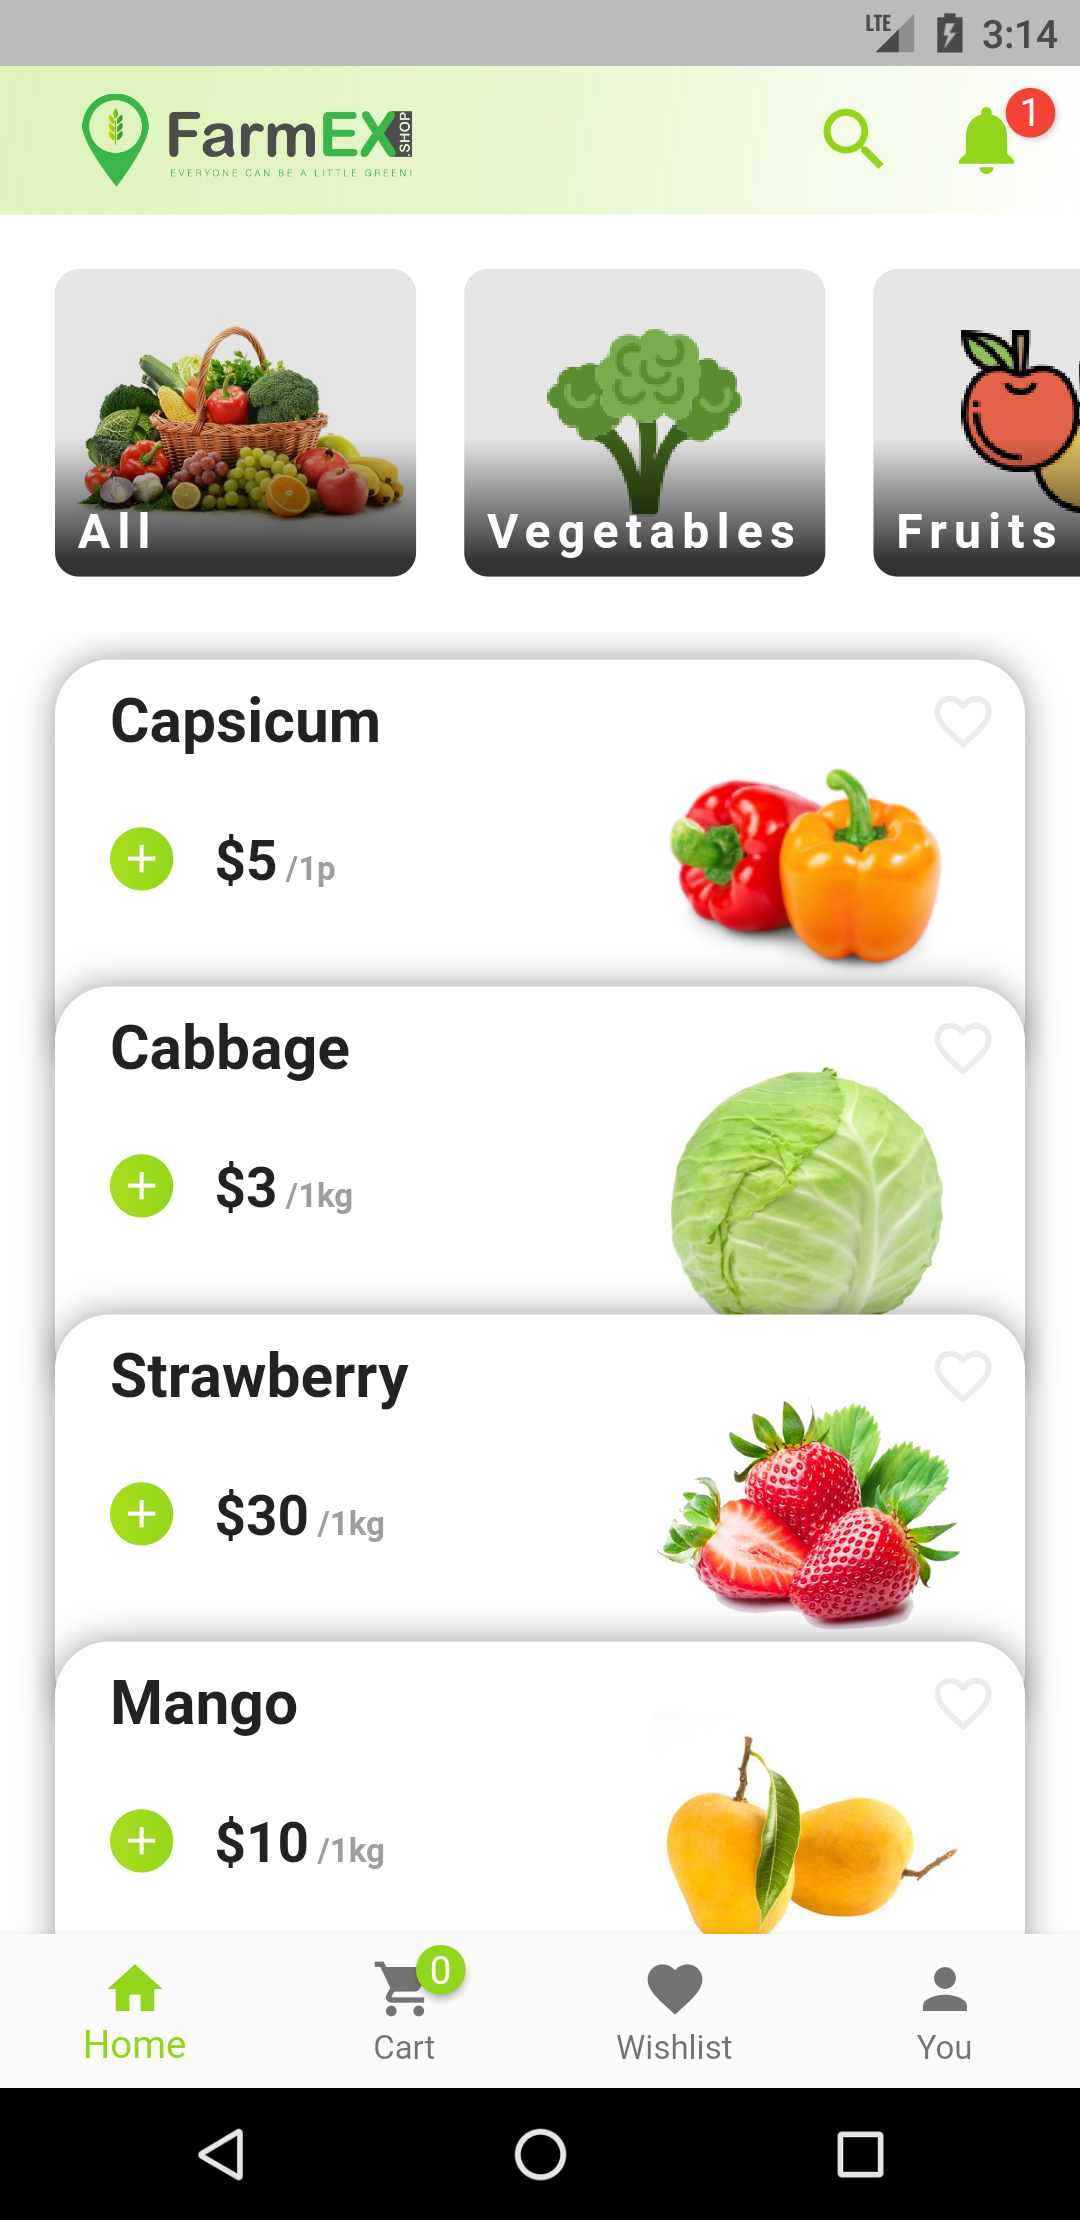 LTE 3:14
FarmEX.SHOP
EVERYONE CAN BE A LITTLE GREEN!
1
All
Vegetables
Fruits
Capsicum
$5 /1p
Cabbage
$3 /1kg
Strawberry
$30 /1kg
Mango
$10 /1kg
0
Home
Cart
Wishlist
You